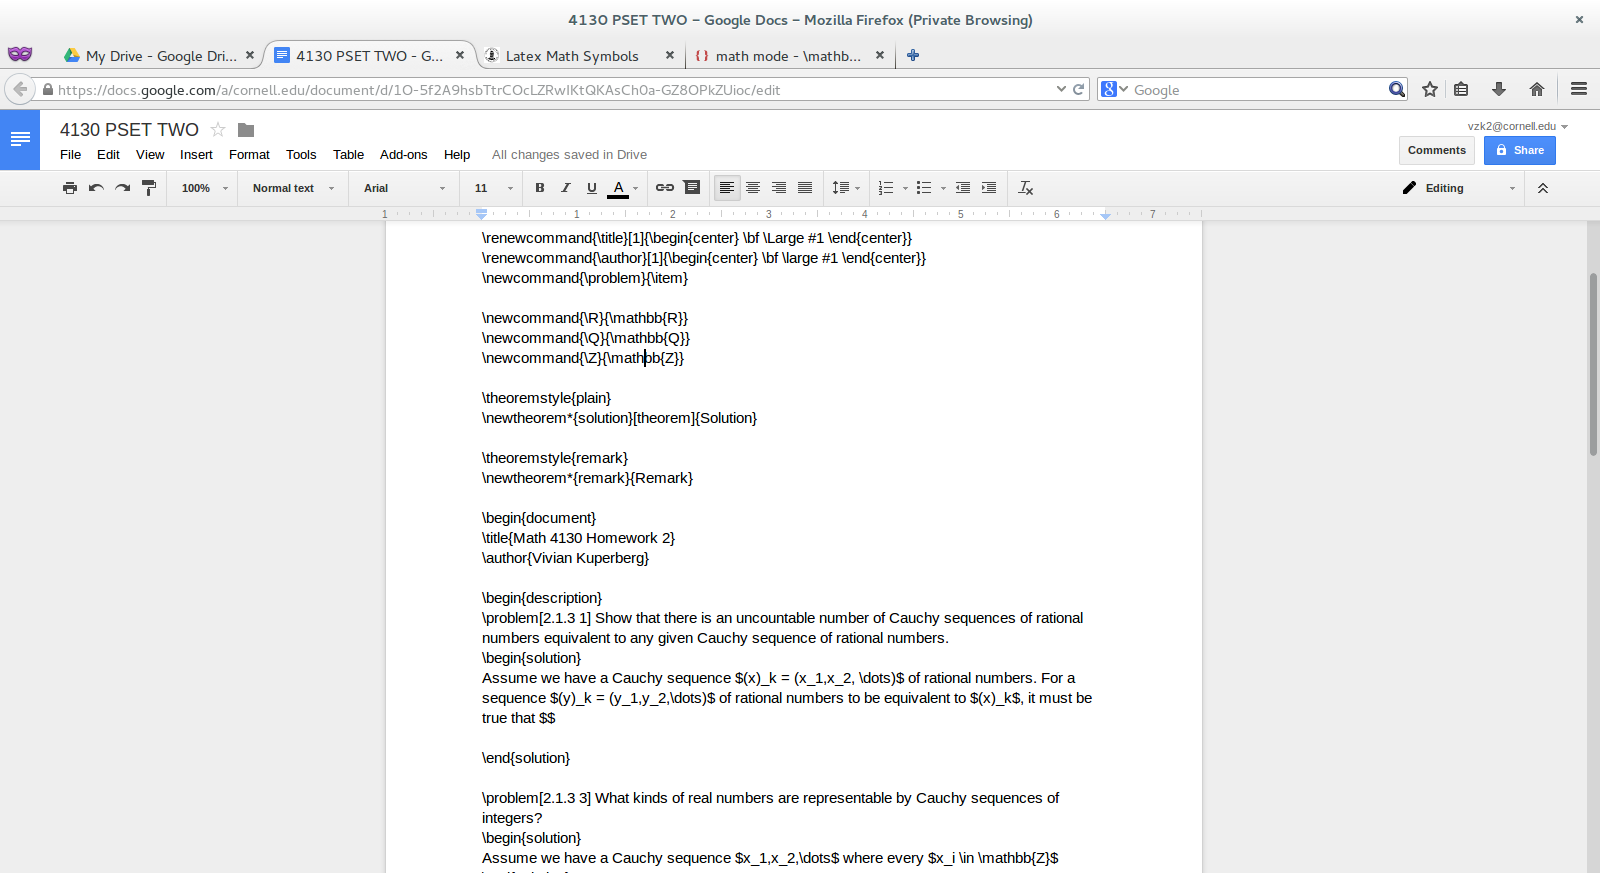 4130 PSET TWO – Google Docs – Mozilla Firefox (Private Browsing)
My Drive - Google Dri... 4130 PSET TWO - G... Latex Math Symbols math mode - \mathb...
https://docs.google.com/a/cornell.edu/document/d/1O-5f2A9hsbTtrCOcLZRwIKtQKAsCh0a-GZ8OPkZUioc/edit Google
4130 PSET TWO vzk2@cornell.edu
File Edit View Insert Format Tools Table Add-ons Help All changes saved in Drive Comments Share
100% Normal text Arial 11 B I U A Editing
1 1 2 3 4 5 6 7
\renewcommand{\title}[1]{\begin{center} \bf \Large #1 \end{center}}
\renewcommand{\author}[1]{\begin{center} \bf \large #1 \end{center}}
\newcommand{\problem}{\item}
\newcommand{\R}{\mathbb{R}}
\newcommand{\Q}{\mathbb{Q}}
\newcommand{\Z}{\mathbb{Z}}
\theoremstyle{plain}
\newtheorem*{solution}[theorem]{Solution}
\theoremstyle{remark}
\newtheorem*{remark}{Remark}
\begin{document}
\title{Math 4130 Homework 2}
\author{Vivian Kuperberg}
\begin{description}
\problem[2.1.3 1] Show that there is an uncountable number of Cauchy sequences of rational
numbers equivalent to any given Cauchy sequence of rational numbers.
\begin{solution}
Assume we have a Cauchy sequence $(x)_k = (x_1,x_2, \dots)$ of rational numbers. For a
sequence $(y)_k = (y_1,y_2,\dots)$ of rational numbers to be equivalent to $(x)_k$, it must be
true that $$
\end{solution}
\problem[2.1.3 3] What kinds of real numbers are representable by Cauchy sequences of
integers?
\begin{solution}
Assume we have a Cauchy sequence $x_1,x_2,\dots$ where every $x_i \in \mathbb{Z}$